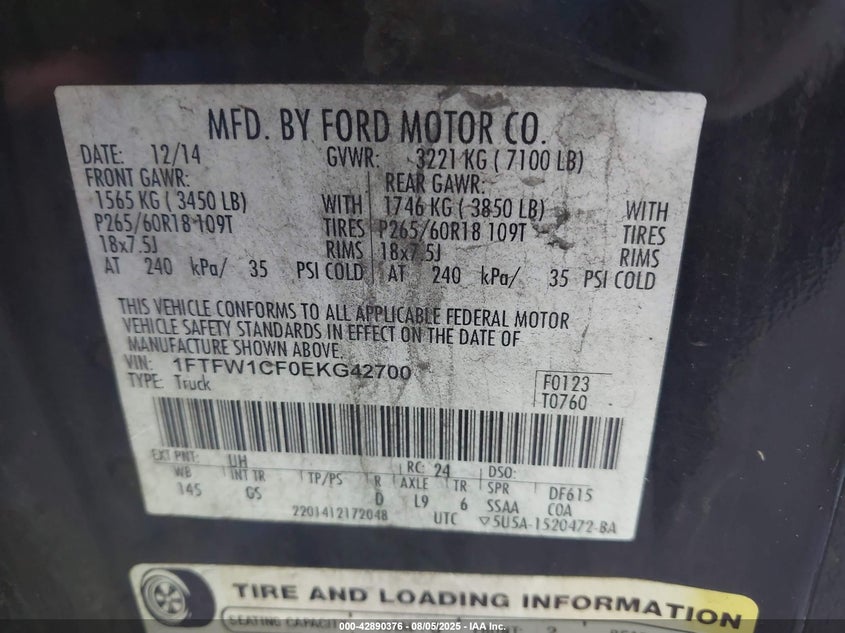 MFD. BY FORD MOTOR CO.
DATE: 12/14 GVWR: 3221 KG ( 7100 LB)
FRONT GAWR: REAR GAWR:
1565 KG ( 3450 LB) WITH 1746 KG ( 3850 LB) WITH
P265/60R18 109T TIRES P265/60R18 109T TIRES
18x7.5J RIMS 18x7.5J RIMS
AT 240 kPa/ 35 PSI COLD AT 240 kPa/ 35 PSI COLD
THIS VEHICLE CONFORMS TO ALL APPLICABLE FEDERAL MOTOR
VEHICLE SAFETY STANDARDS IN EFFECT ON THE DATE OF
MANUFACTURE SHOWN ABOVE.
VIN: 1FTFW1CF0EKG42700
TYPE: Truck
F0123
T0760
EXT PNT: UH RC: 24 DSO:
WB INT TR TP/PS R AXLE TR SPR DF615
145 GS D L9 6 SSAA COA
2201412172048 UTC ▽5U5A-1520472-BA
TIRE AND LOADING INFORMATION
SEATING CAPACITY 2
000-42890376 - 08/05/2025 - IAA Inc.